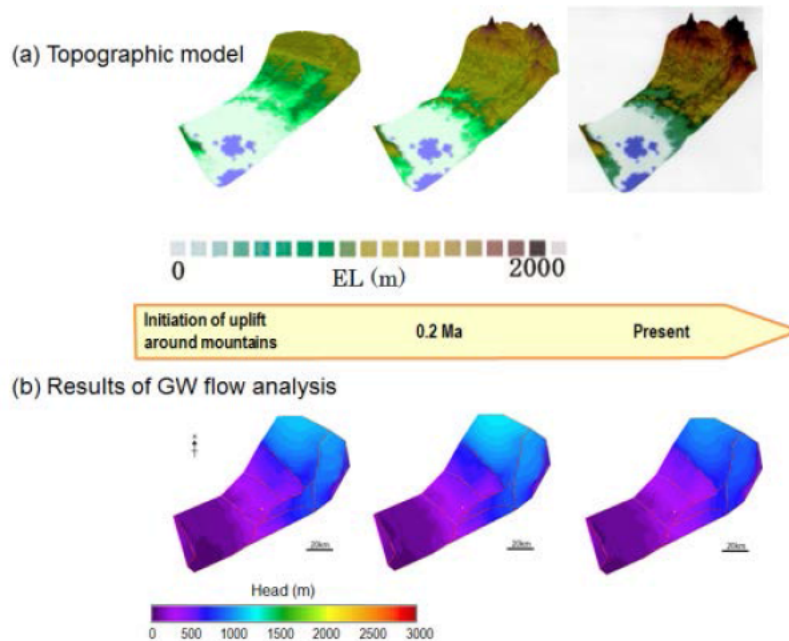 (a) Topographic model
0
EL (m)
2000
Initiation of uplift
around mountains
0.2 Ma
Present
(b) Results of GW flow analysis
20km
20km
20km
Head (m)
0 500 1000 1500 2000 2500 3000